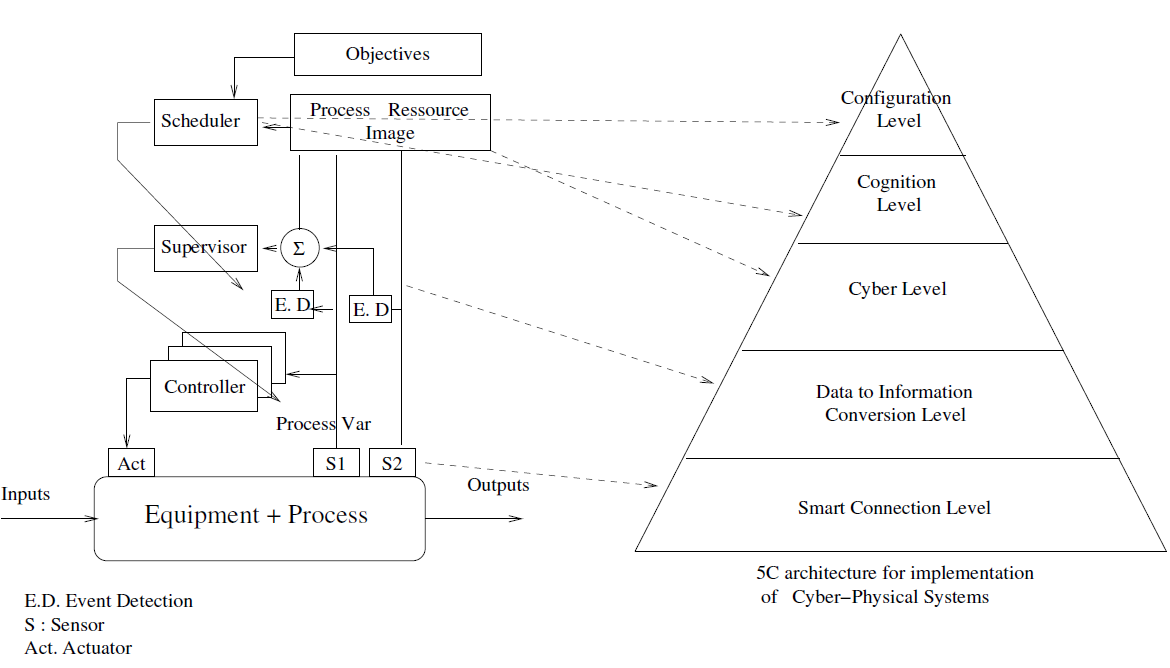 Objectives
Process Ressource
Image
Scheduler
Supervisor
Σ
E. D
E. D
Controller
Process Var
Act
S1
S2
Inputs
Equipment + Process
Outputs
E.D. Event Detection
S : Sensor
Act. Actuator
Configuration
Level
Cognition
Level
Cyber Level
Data to Information
Conversion Level
Smart Connection Level
5C architecture for implementation
of Cyber−Physical Systems